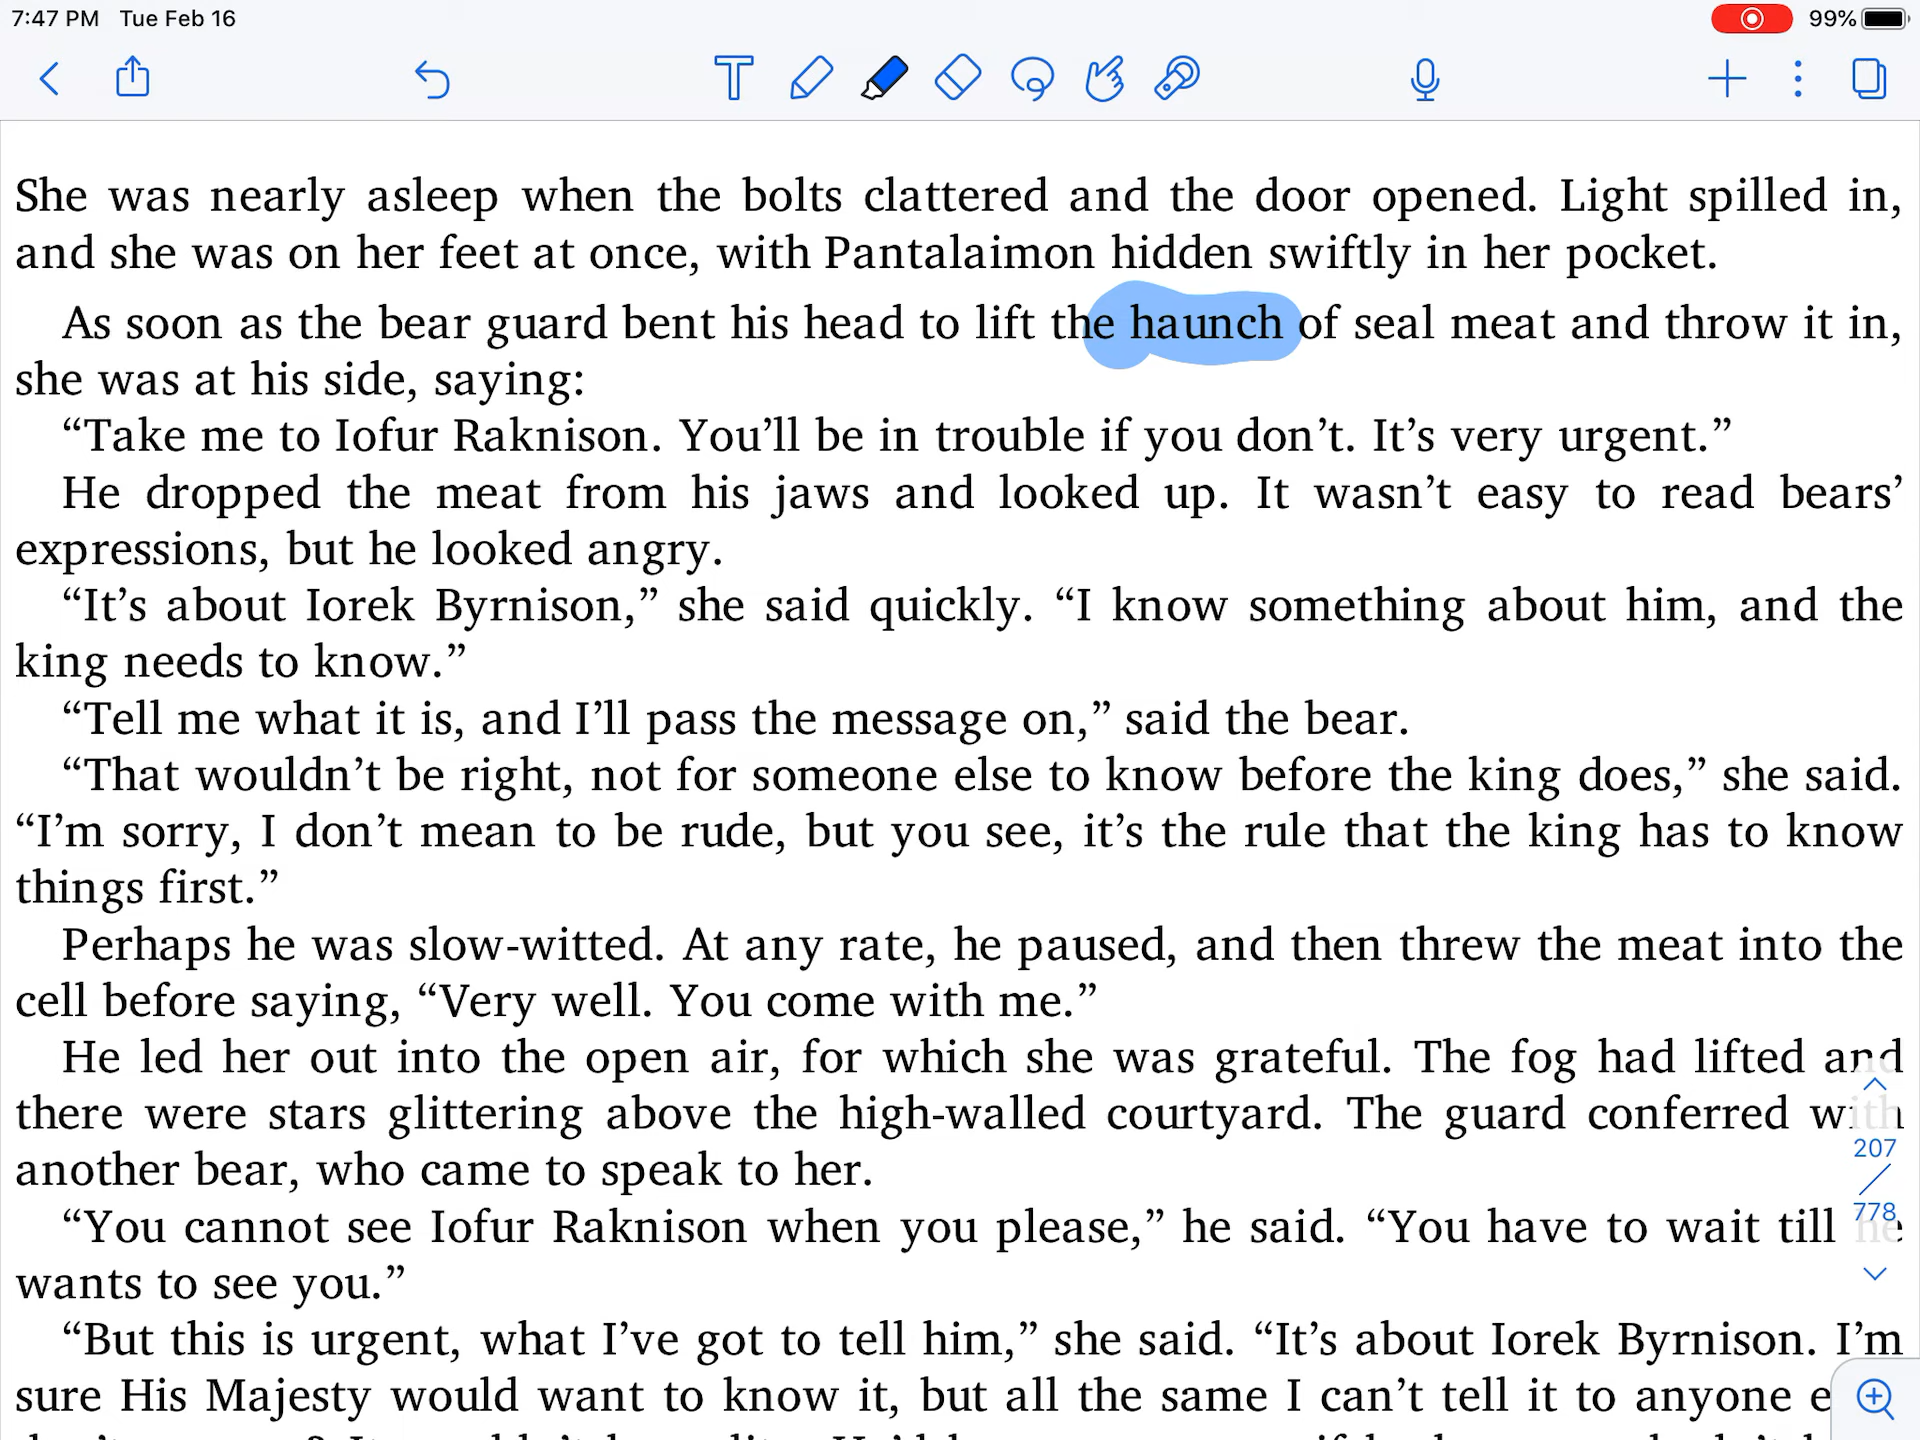 7:47 PM Tue Feb 16
99%
She was nearly asleep when the bolts clattered and the door opened. Light spilled in,
and she was on her feet at once, with Pantalaimon hidden swiftly in her pocket.
As soon as the bear guard bent his head to lift the haunch of seal meat and throw it in,
she was at his side, saying:
“Take me to Iofur Raknison. You’ll be in trouble if you don’t. It’s very urgent.”
He dropped the meat from his jaws and looked up. It wasn’t easy to read bears’
expressions, but he looked angry.
“It’s about Iorek Byrnison,” she said quickly. “I know something about him, and the
king needs to know.”
“Tell me what it is, and I’ll pass the message on,” said the bear.
“That wouldn’t be right, not for someone else to know before the king does,” she said.
“I’m sorry, I don’t mean to be rude, but you see, it’s the rule that the king has to know
things first.”
Perhaps he was slow-witted. At any rate, he paused, and then threw the meat into the
cell before saying, “Very well. You come with me.”
He led her out into the open air, for which she was grateful. The fog had lifted and
there were stars glittering above the high-walled courtyard. The guard conferred with
another bear, who came to speak to her.
“You cannot see Iofur Raknison when you please,” he said. “You have to wait till he
wants to see you.”
“But this is urgent, what I’ve got to tell him,” she said. “It’s about Iorek Byrnison. I’m
sure His Majesty would want to know it, but all the same I can’t tell it to anyone
207
778